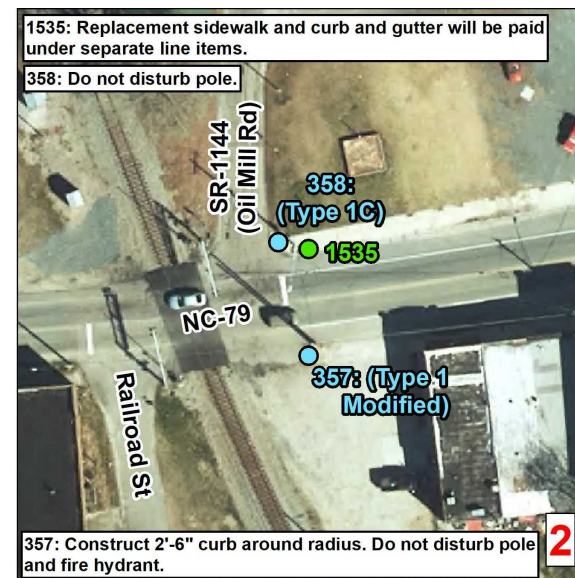 1535: Replacement sidewalk and curb and gutter will be paid
under separate line items.
358: Do not disturb pole.
SR-1144
(Oil Mill Rd)
358:
(Type 1C)
1535
NC-79
357: (Type 1
Modified)
Railroad St
357: Construct 2'-6" curb around radius. Do not disturb pole
and fire hydrant.
2